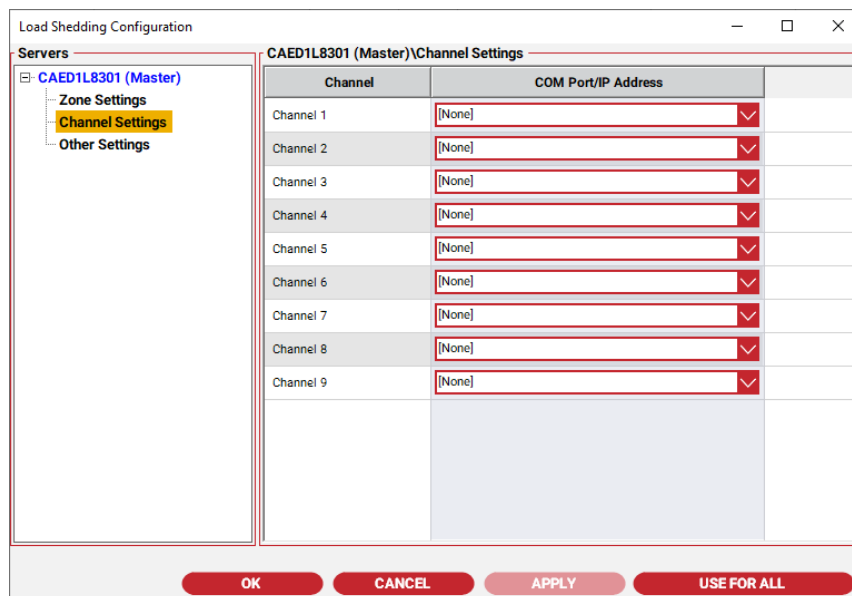 Load Shedding Configuration
Servers
CAED1L8301 (Master)
Zone Settings
Channel Settings
Other Settings
CAED1L8301 (Master)\Channel Settings
Channel COM Port/IP Address
Channel 1 [None]
Channel 2 [None]
Channel 3 [None]
Channel 4 [None]
Channel 5 [None]
Channel 6 [None]
Channel 7 [None]
Channel 8 [None]
Channel 9 [None]
OK CANCEL APPLY USE FOR ALL